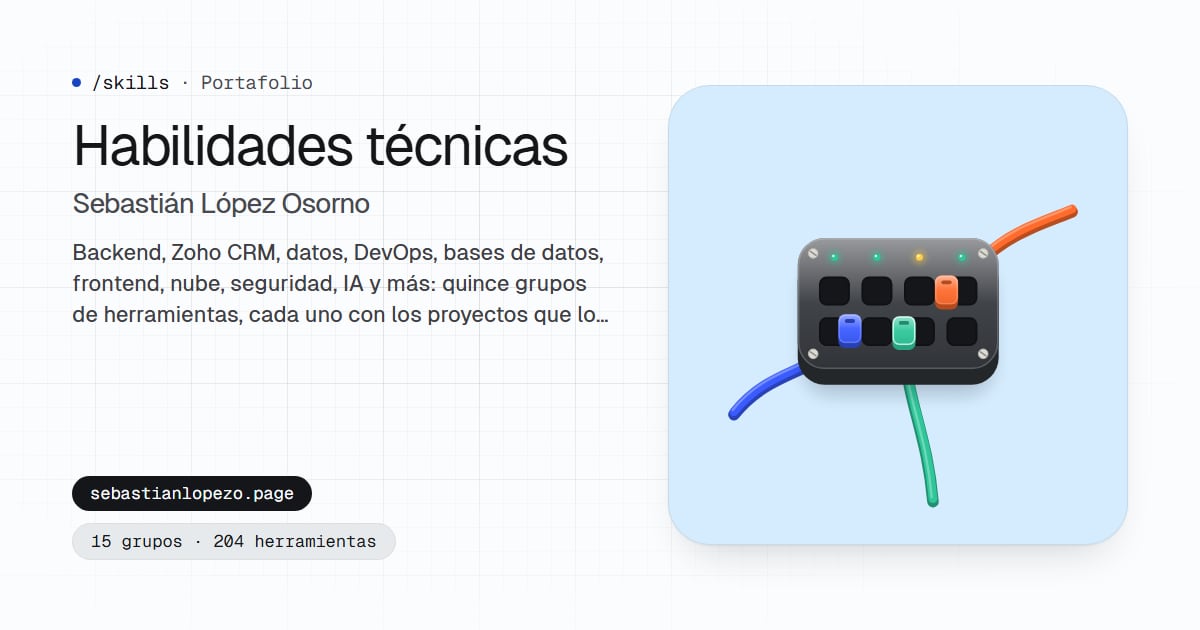 /skills · Portafolio
Habilidades técnicas
Sebastián López Osorno
Backend, Zoho CRM, datos, DevOps, bases de datos,
frontend, nube, seguridad, IA y más: quince grupos
de herramientas, cada uno con los proyectos que lo…
sebastianlopezo.page
15 grupos · 204 herramientas